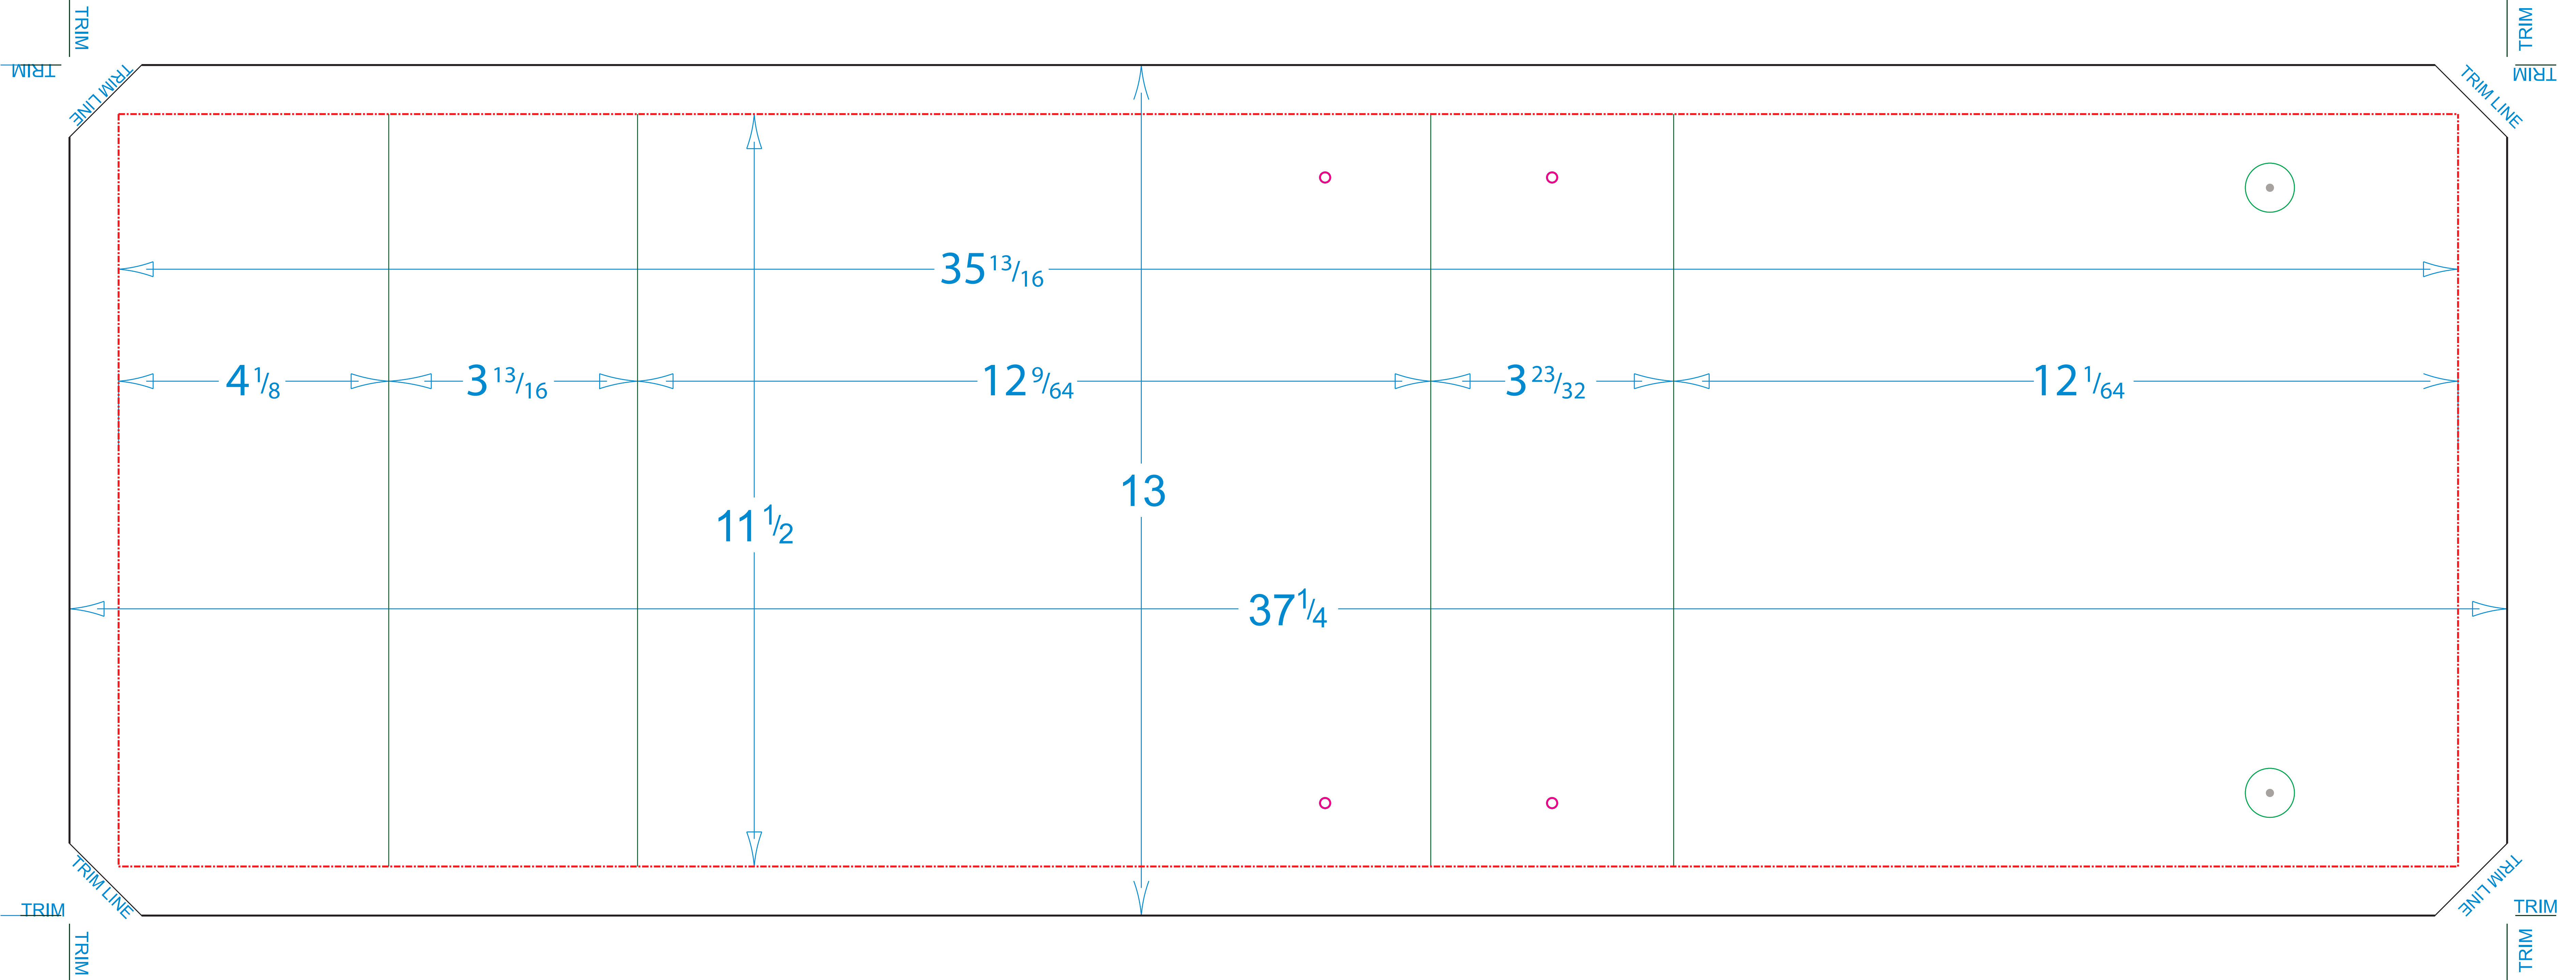 TRIM
TRIM
TRIM
TRIM
TRIM LINE
TRIM LINE
35 13/16
4 1/8
3 13/16
12 9/64
3 23/32
12 1/64
13
11 1/2
37 1/4
TRIM LINE
TRIM LINE
TRIM
TRIM
TRIM
TRIM